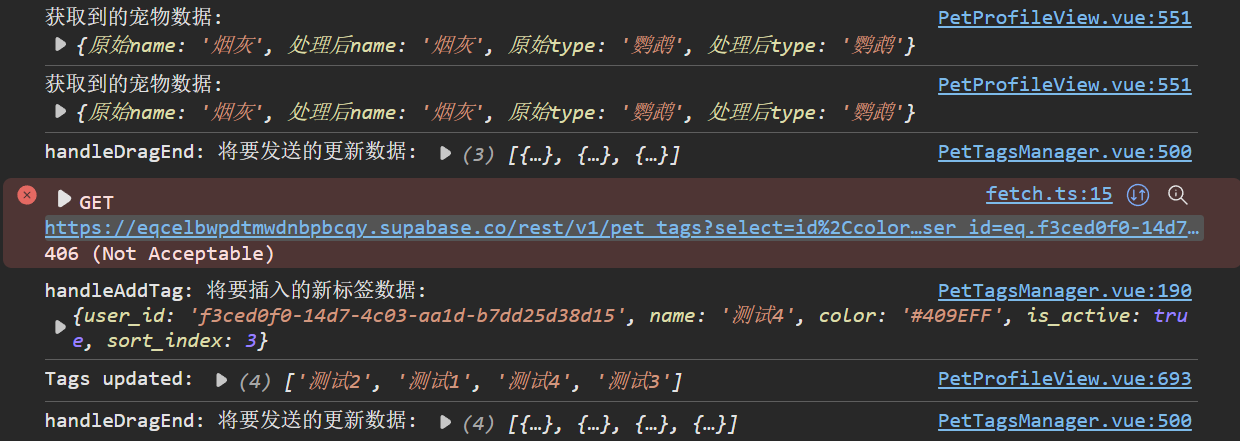 获取到的宠物数据: PetProfileView.vue:551
{原始name: '烟灰', 处理后name: '烟灰', 原始type: '鹦鹉', 处理后type: '鹦鹉'}
获取到的宠物数据: PetProfileView.vue:551
{原始name: '烟灰', 处理后name: '烟灰', 原始type: '鹦鹉', 处理后type: '鹦鹉'}
handleDragEnd: 将要发送的更新数据: (3) [{…}, {…}, {…}] PetTagsManager.vue:500
GET fetch.ts:15
https://eqcelbwpdtmwdnbpbcqy.supabase.co/rest/v1/pet_tags?select=id%2Ccolor…ser_id=eq.f3ced0f0-14d7…
406 (Not Acceptable)
handleAddTag: 将要插入的新标签数据: PetTagsManager.vue:190
{user_id: 'f3ced0f0-14d7-4c03-aa1d-b7dd25d38d15', name: '测试4', color: '#409EFF', is_active: tru
e, sort_index: 3}
Tags updated: (4) ['测试2', '测试1', '测试4', '测试3'] PetProfileView.vue:693
handleDragEnd: 将要发送的更新数据: (4) [{…}, {…}, {…}, {…}] PetTagsManager.vue:500